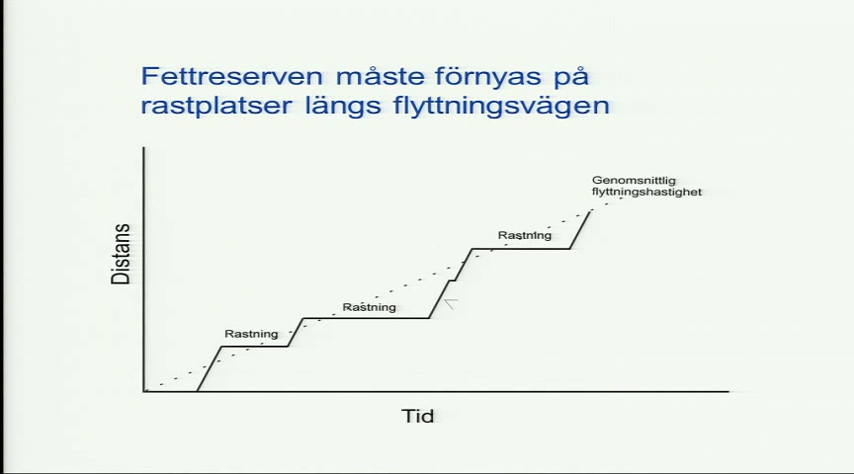 Fettreserven måste förnyas på
rastplatser längs flyttningsvägen
Genomsnittlig
flyttningshastighet
Rastning
Rastning
Rastning
Distans
Tid